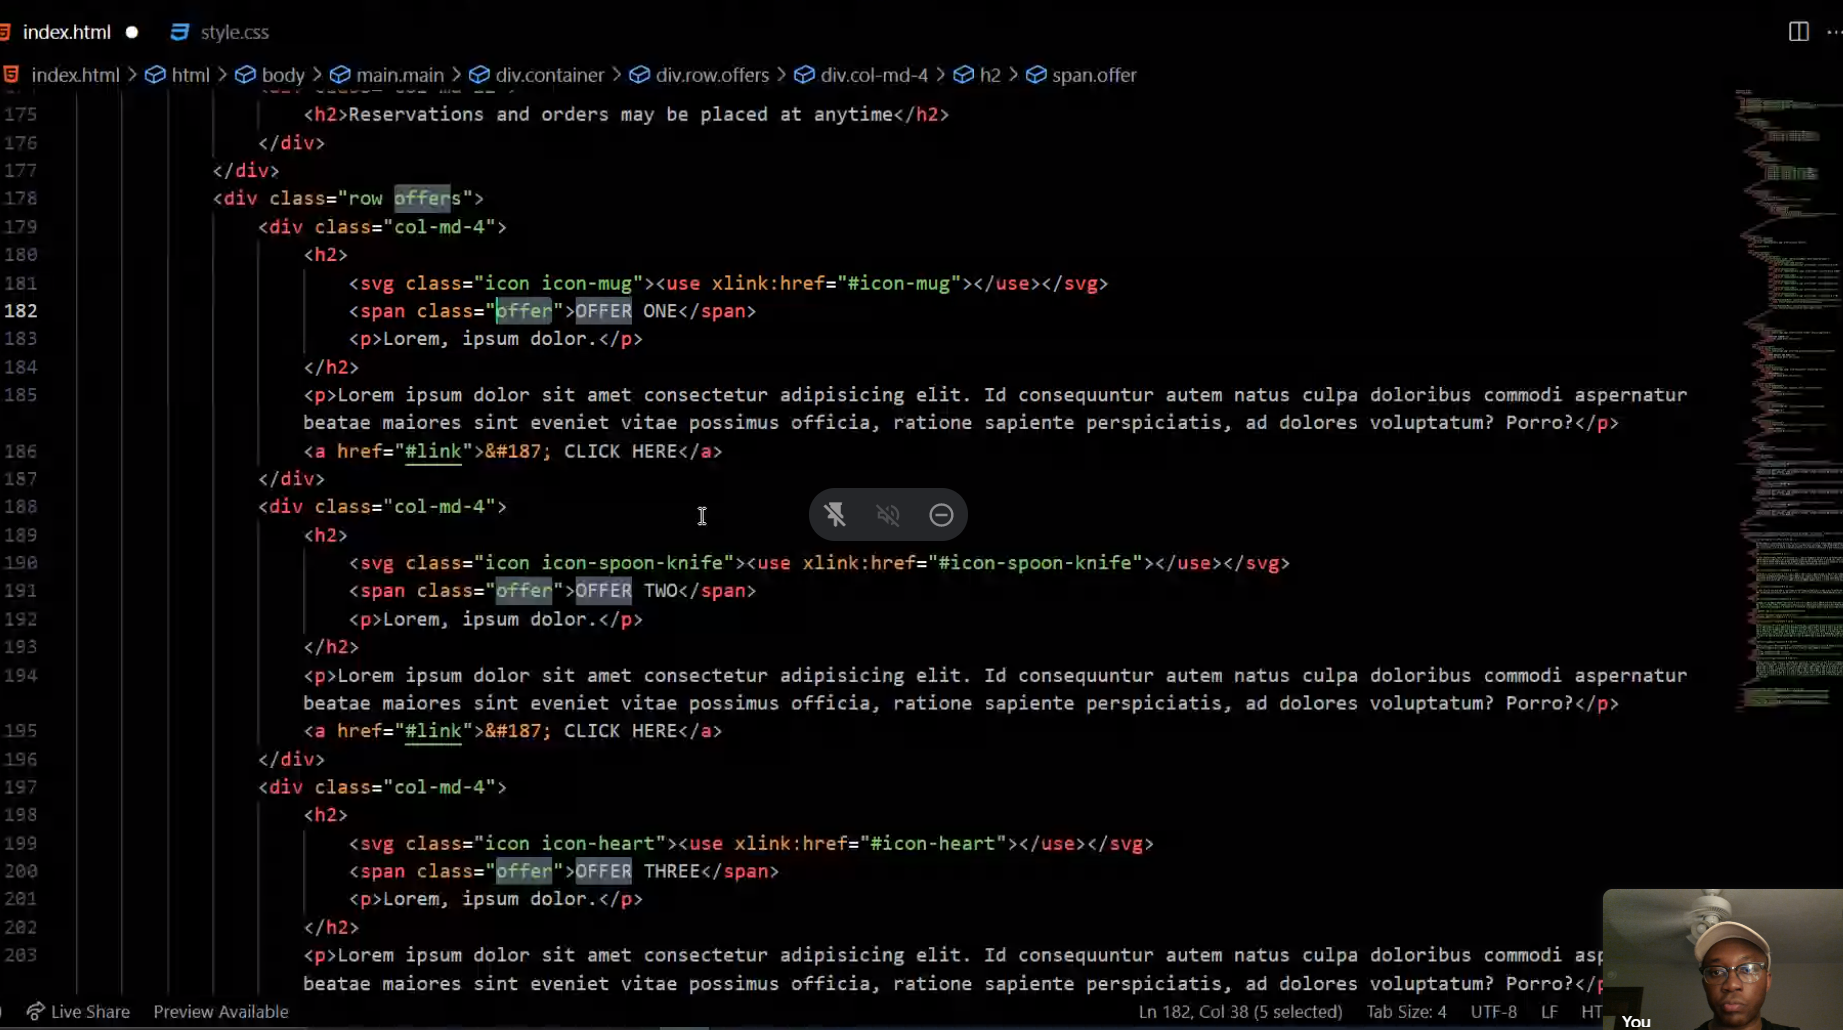 index.html style.css
index.html > html > body > main.main > div.container > div.row.offers > div.col-md-4 > h2 > span.offer
175 <h2>Reservations and orders may be placed at anytime</h2>
176 </div>
177 </div>
178 <div class="row offers">
179 <div class="col-md-4">
180 <h2>
181 <svg class="icon icon-mug"><use xlink:href="#icon-mug"></use></svg>
182 <span class="offer">OFFER ONE</span>
183 <p>Lorem, ipsum dolor.</p>
184 </h2>
185 <p>Lorem ipsum dolor sit amet consectetur adipisicing elit. Id consequuntur autem natus culpa doloribus commodi aspernatur
beatae maiores sint eveniet vitae possimus officia, ratione sapiente perspiciatis, ad dolores voluptatum? Porro?</p>
186 <a href="#link">&#187; CLICK HERE</a>
187 </div>
188 <div class="col-md-4">
189 <h2>
190 <svg class="icon icon-spoon-knife"><use xlink:href="#icon-spoon-knife"></use></svg>
191 <span class="offer">OFFER TWO</span>
192 <p>Lorem, ipsum dolor.</p>
193 </h2>
194 <p>Lorem ipsum dolor sit amet consectetur adipisicing elit. Id consequuntur autem natus culpa doloribus commodi aspernatur
beatae maiores sint eveniet vitae possimus officia, ratione sapiente perspiciatis, ad dolores voluptatum? Porro?</p>
195 <a href="#link">&#187; CLICK HERE</a>
196 </div>
197 <div class="col-md-4">
198 <h2>
199 <svg class="icon icon-heart"><use xlink:href="#icon-heart"></use></svg>
200 <span class="offer">OFFER THREE</span>
201 <p>Lorem, ipsum dolor.</p>
202 </h2>
203 <p>Lorem ipsum dolor sit amet consectetur adipisicing elit. Id consequuntur autem natus culpa doloribus commodi
beatae maiores sint eveniet vitae possimus officia, ratione sapiente perspiciatis, ad dolores voluptatum? Porro?</
Live Share Preview Available Ln 182, Col 38 (5 selected) Tab Size: 4 UTF-8 LF HT
You